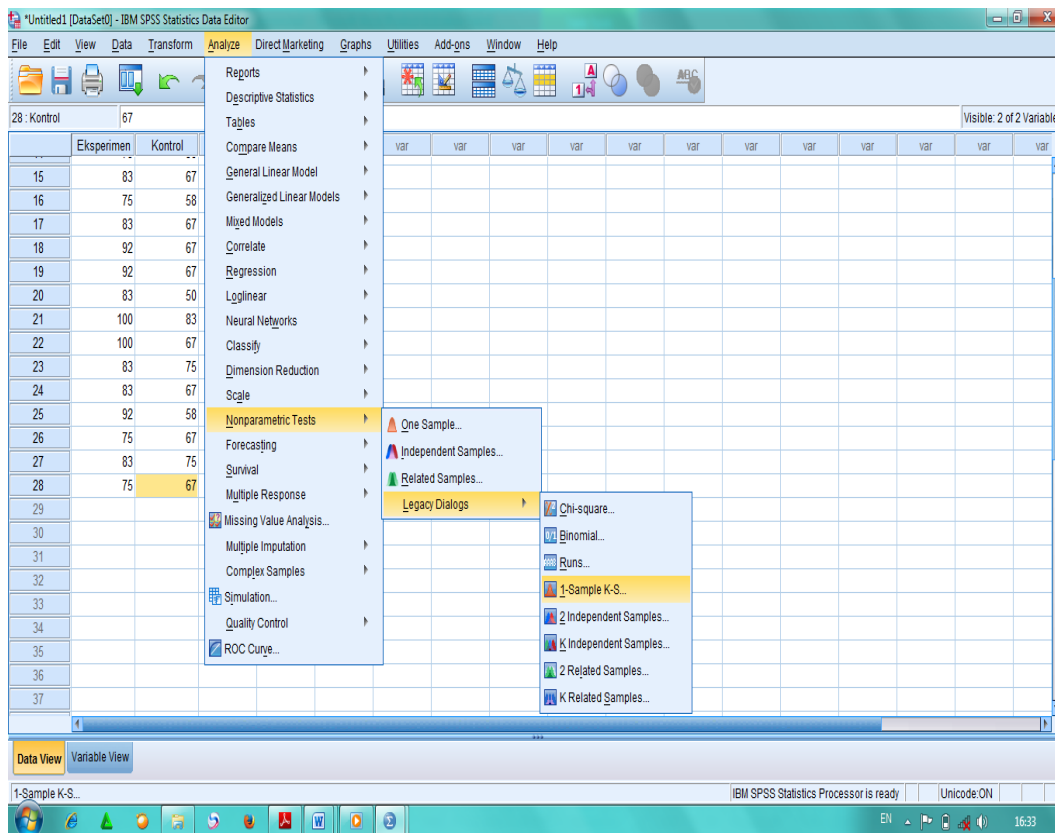 *Untitled1 [DataSet0] - IBM SPSS Statistics Data Editor
File Edit View Data Transform Analyze Direct Marketing Graphs Utilities Add-ons Window Help
28 : Kontrol 67 Visible: 2 of 2 Variable
Eksperimen Kontrol var var var var var var var var var var var var
15 83 67
16 75 58
17 83 67
18 92 67
19 92 67
20 83 50
21 100 83
22 100 67
23 83 75
24 83 67
25 92 58
26 75 67
27 83 75
28 75 67
29
30
31
32
33
34
35
36
37
Reports
Descriptive Statistics
Tables
Compare Means
General Linear Model
Generalized Linear Models
Mixed Models
Correlate
Regression
Loglinear
Neural Networks
Classify
Dimension Reduction
Scale
Nonparametric Tests
Forecasting
Survival
Multiple Response
Missing Value Analysis...
Multiple Imputation
Complex Samples
Simulation...
Quality Control
ROC Curve...
One Sample...
Independent Samples...
Related Samples...
Legacy Dialogs
Chi-square...
Binomial...
Runs...
1-Sample K-S...
2 Independent Samples...
K Independent Samples...
2 Related Samples...
K Related Samples...
Data View Variable View
1-Sample K-S... IBM SPSS Statistics Processor is ready Unicode:ON
EN 16:33